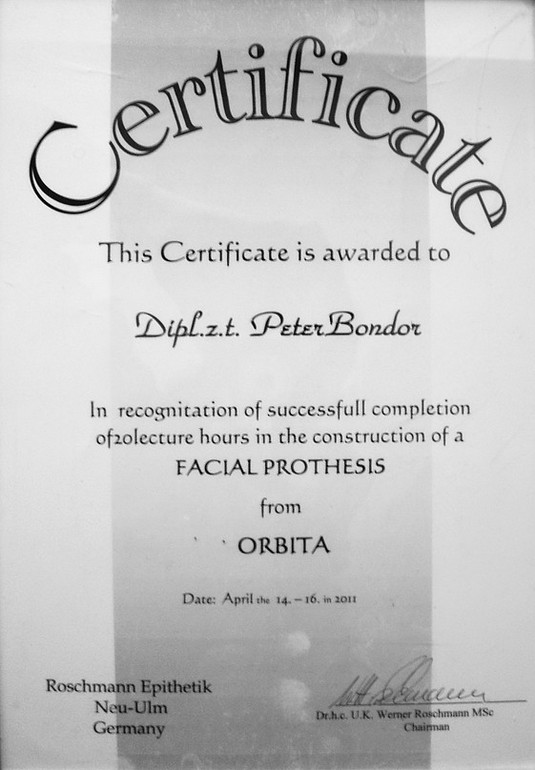 Certificate
This Certificate is awarded to
Dipl.z.t. Peter Bondor
In recognitation of successfull completion
of20lecture hours in the construction of a
FACIAL PROTHESIS
from
ORBITA
Date: April the 14. – 16. in 2011
Roschmann Epithetik
Neu-Ulm
Germany
Dr.h.c. U.K. Werner Roschmann MSc
Chairman